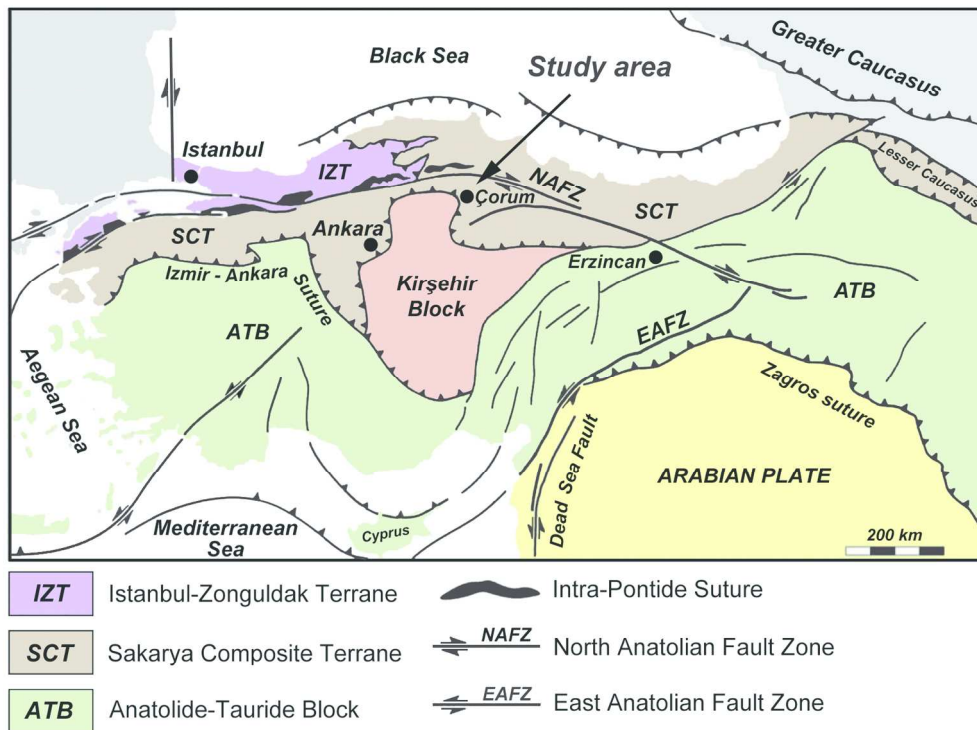 Greater Caucasus
Black Sea
Study area
Istanbul
IZT
NAFZ
Lesser Caucasus
Çorum
SCT
SCT
Ankara
Izmir - Ankara
Suture
Kirşehir
Block
Erzincan
ATB
ATB
EAFZ
Aegean Sea
Zagros suture
Dead Sea Fault
ARABIAN PLATE
Mediterranean
Sea
Cyprus
200 km
IZT Istanbul-Zonguldak Terrane
Intra-Pontide Suture
SCT Sakarya Composite Terrane
NAFZ North Anatolian Fault Zone
ATB Anatolide-Tauride Block
EAFZ East Anatolian Fault Zone